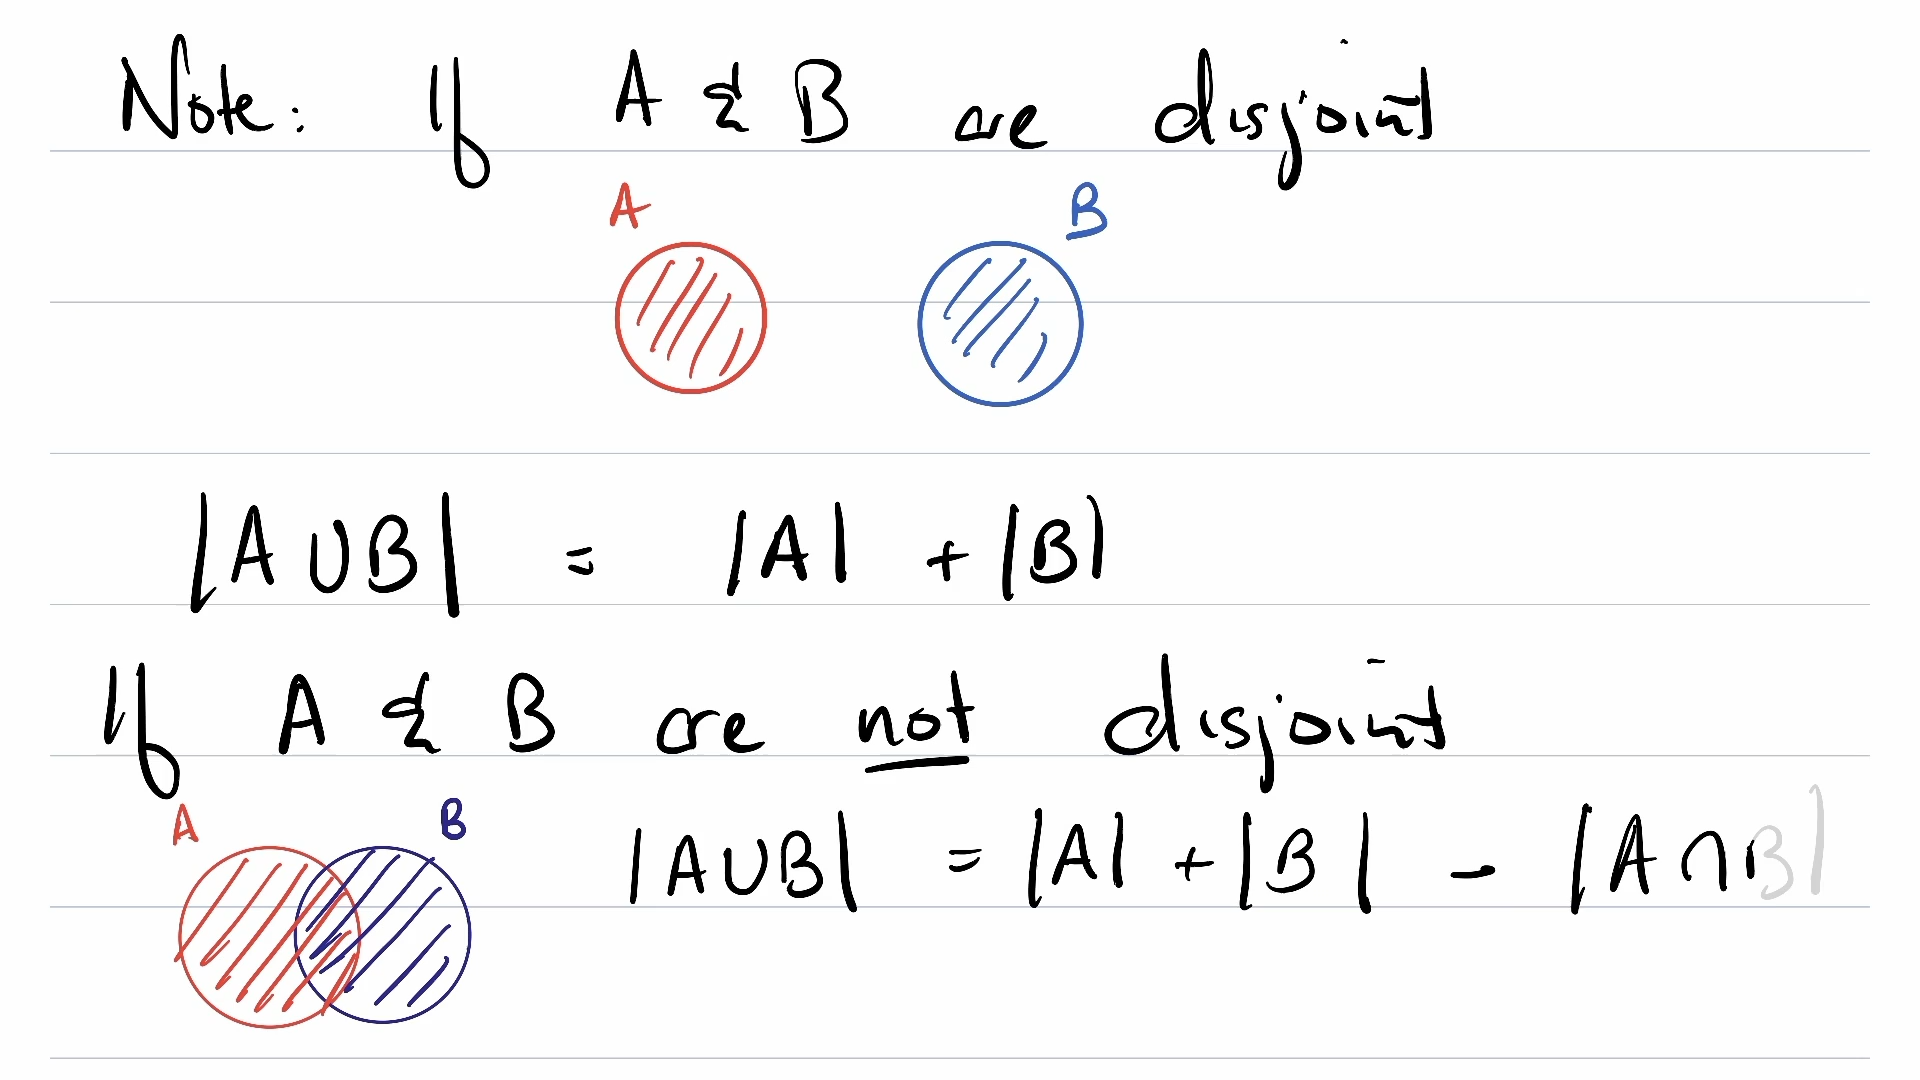 Note: If A & B are disjoint
A B
|A ∪ B| = |A| + |B|
If A & B are not disjoint
A B
|A ∪ B| = |A| + |B| - |A ∩ B|